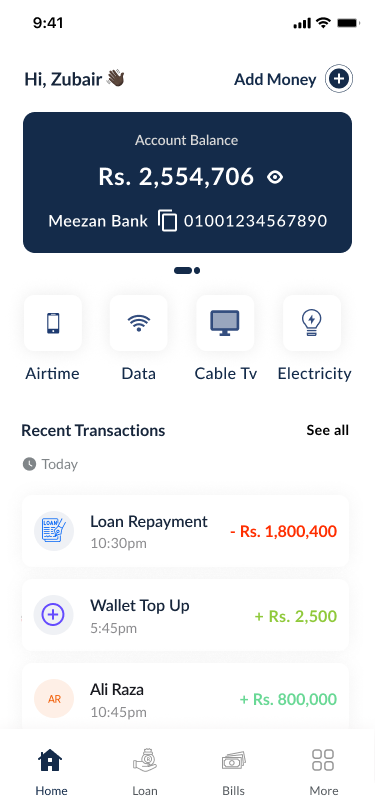 9:41
Hi, Zubair 👋🏿
Add Money
Account Balance
Rs. 2,554,706
Meezan Bank 01001234567890
Airtime Data Cable Tv Electricity
Recent Transactions See all
Today
LOAN
Loan Repayment
- Rs. 1,800,400
10:30pm
Wallet Top Up
+ Rs. 2,500
5:45pm
AR
Ali Raza
+ Rs. 800,000
10:45pm
Home Loan Bills More